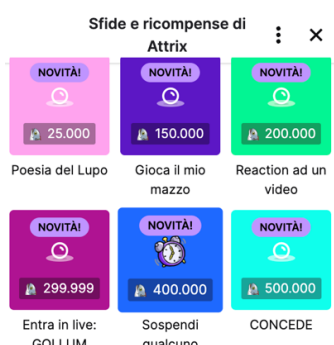 Sfide e ricompense di
Attrix
NOVITÀ!
25.000
Poesia del Lupo
NOVITÀ!
150.000
Gioca il mio
mazzo
NOVITÀ!
200.000
Reaction ad un
video
NOVITÀ!
299.999
Entra in live:
GOLLUM
NOVITÀ!
400.000
Sospendi
qualcuno
NOVITÀ!
500.000
CONCEDE